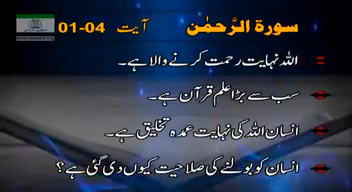 سورۃ الرَّحمٰن آیت 01-04
اللہ نہایت رحمت کرنے والا ہے۔
سب سے بڑا علم قرآن ہے۔
انسان اللہ کی نہایت عمدہ تخلیق ہے۔
انسان کو بولنے کی صلاحیت کیوں دی گئی ہے؟